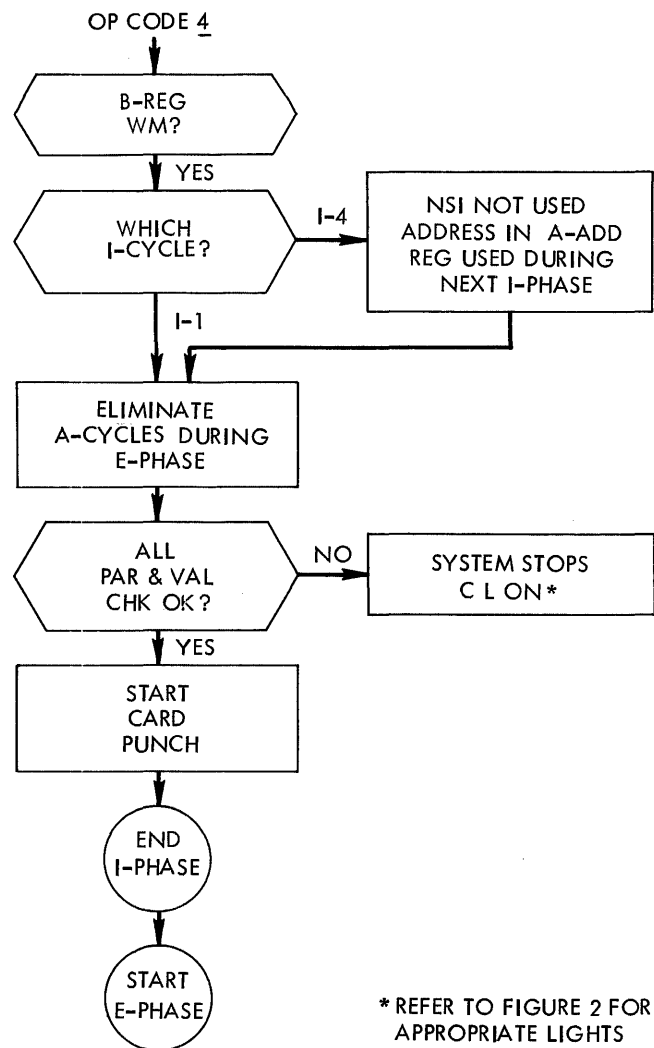 OP CODE 4
B-REG
WM?
YES
WHICH
I-CYCLE?
I-4
NSI NOT USED
ADDRESS IN A-ADD
REG USED DURING
NEXT I-PHASE
I-1
ELIMINATE
A-CYCLES DURING
E-PHASE
ALL
PAR & VAL
CHK OK?
NO
SYSTEM STOPS
C L ON*
YES
START
CARD
PUNCH
END
I-PHASE
START
E-PHASE
*REFER TO FIGURE 2 FOR
APPROPRIATE LIGHTS